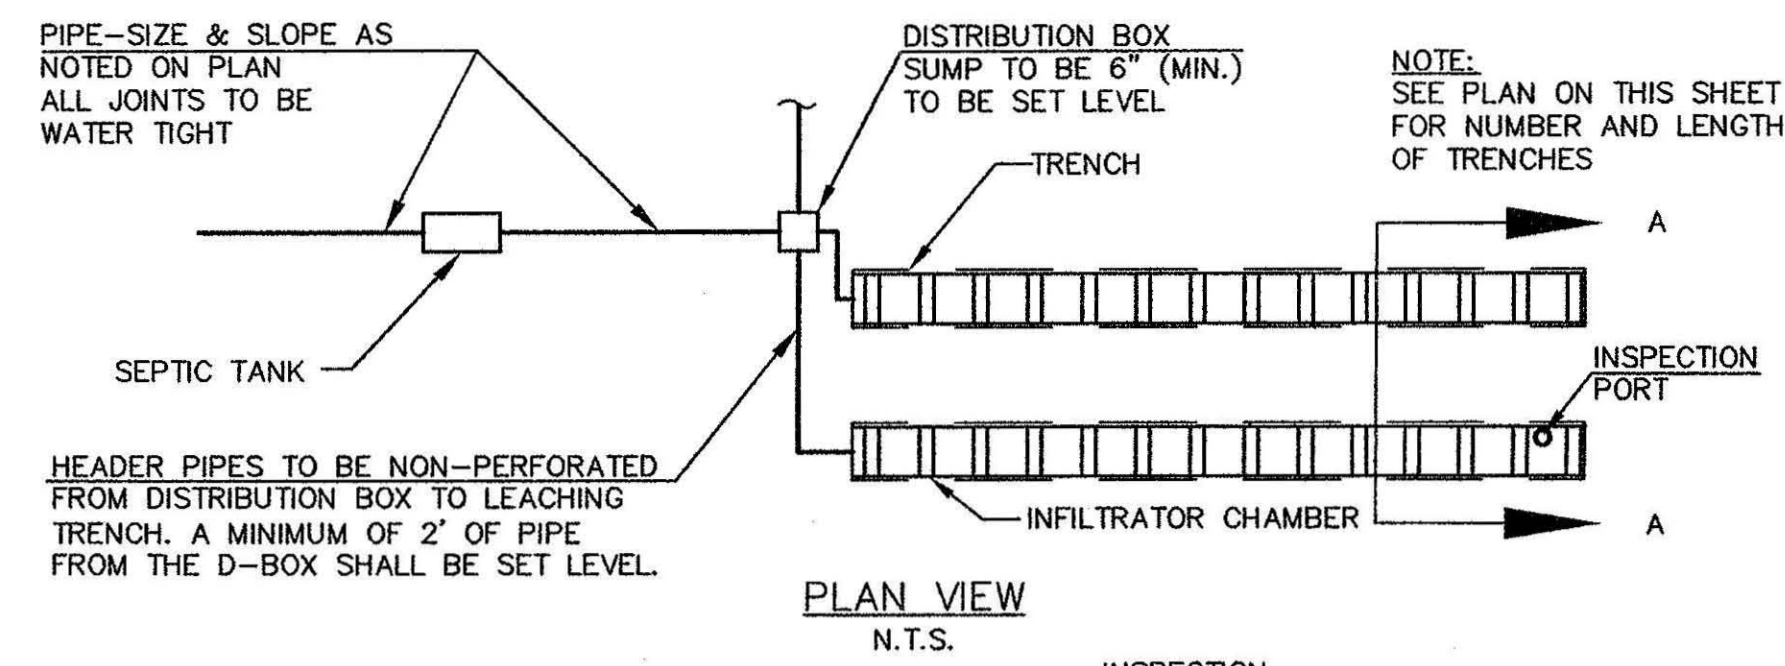 PIPE-SIZE & SLOPE AS
NOTED ON PLAN
ALL JOINTS TO BE
WATER TIGHT
DISTRIBUTION BOX
SUMP TO BE 6" (MIN.)
TO BE SET LEVEL
NOTE:
SEE PLAN ON THIS SHEET
FOR NUMBER AND LENGTH
OF TRENCHES
TRENCH
A
SEPTIC TANK
INSPECTION
PORT
HEADER PIPES TO BE NON-PERFORATED
FROM DISTRIBUTION BOX TO LEACHING
TRENCH. A MINIMUM OF 2' OF PIPE
FROM THE D-BOX SHALL BE SET LEVEL.
INFILTRATOR CHAMBER
A
PLAN VIEW
N.T.S.
INSPECTION